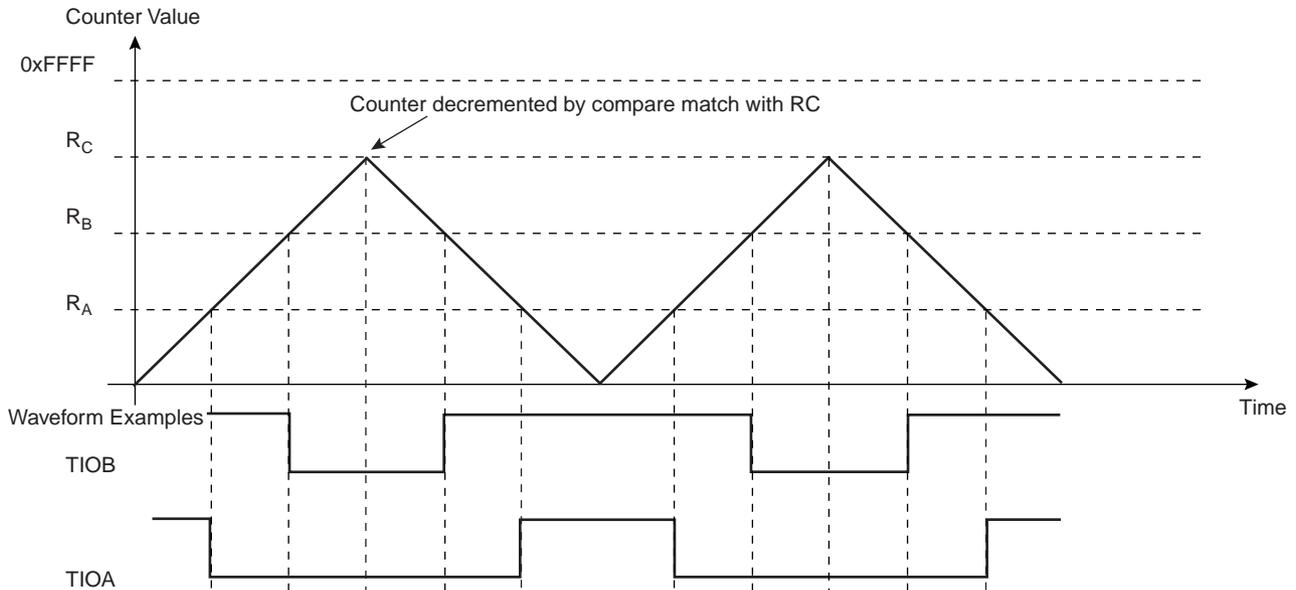 Counter Value
0xFFFF
Counter decremented by compare match with RC
RC
RB
RA
Time
Waveform Examples
TIOB
TIOA